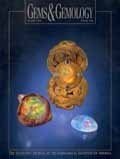 GEMS & GEMOLOGY
THE QUARTERLY JOURNAL OF THE GEMOLOGICAL INSTITUTE OF AMERICA